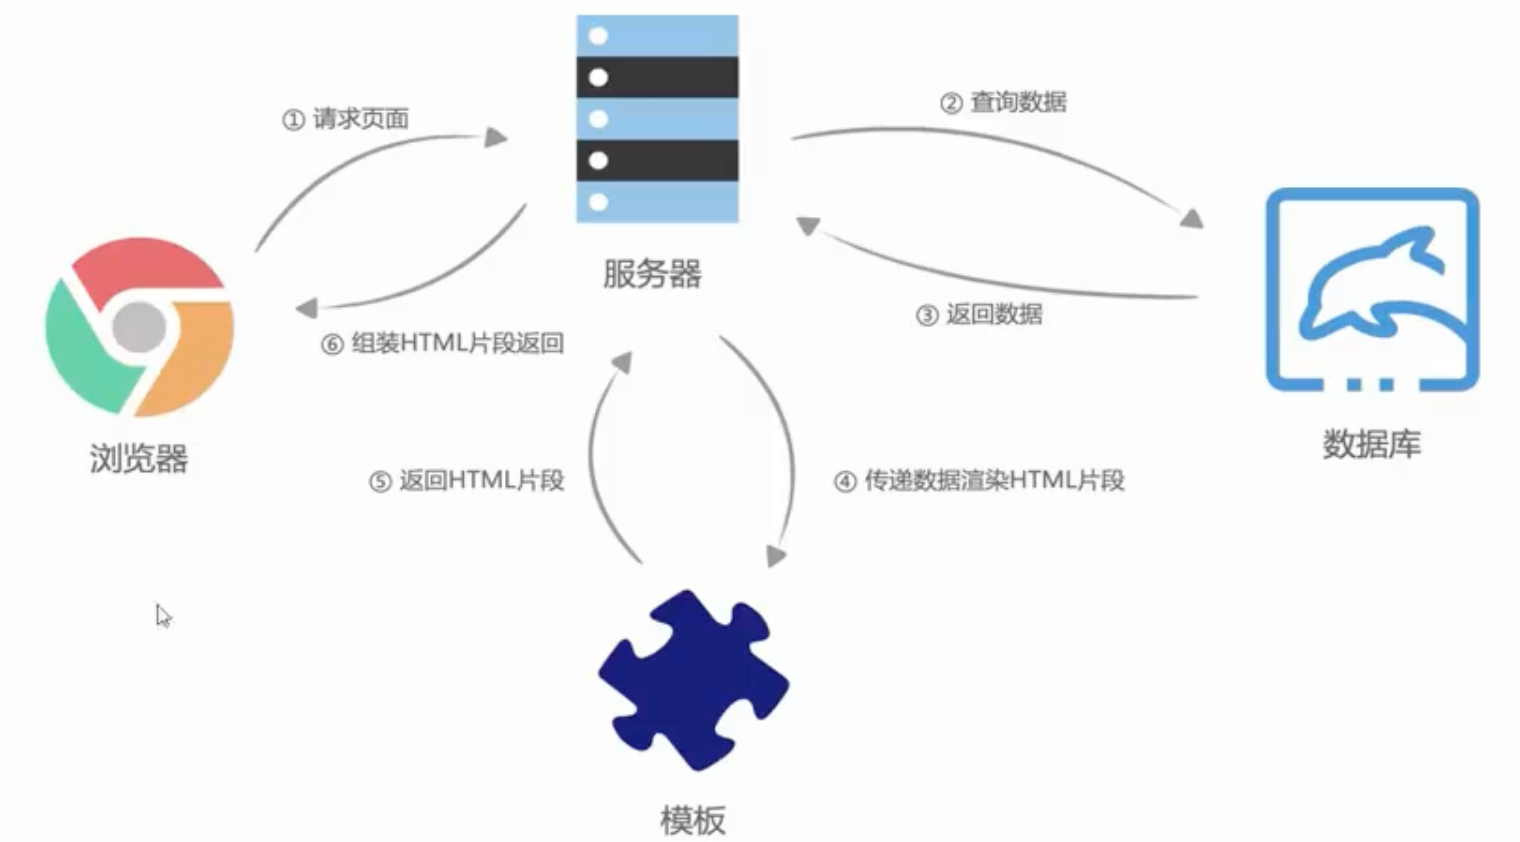 ① 请求页面
② 查询数据
服务器
③ 返回数据
⑥ 组装HTML片段返回
浏览器
数据库
⑤ 返回HTML片段
④ 传递数据渲染HTML片段
模板